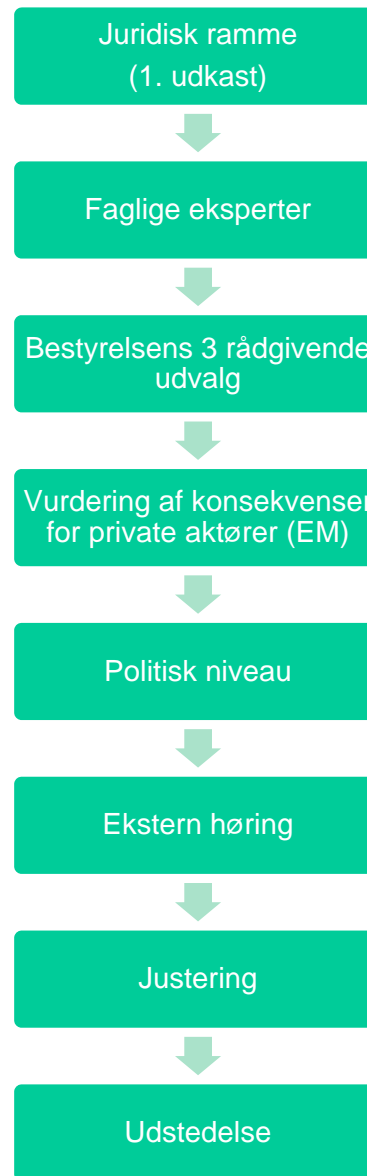 Juridisk ramme
(1. udkast)
Faglige eksperter
Bestyrelsens 3 rådgivende
udvalg
Vurdering af konsekvenser
for private aktører (EM)
Politisk niveau
Ekstern høring
Justering
Udstedelse